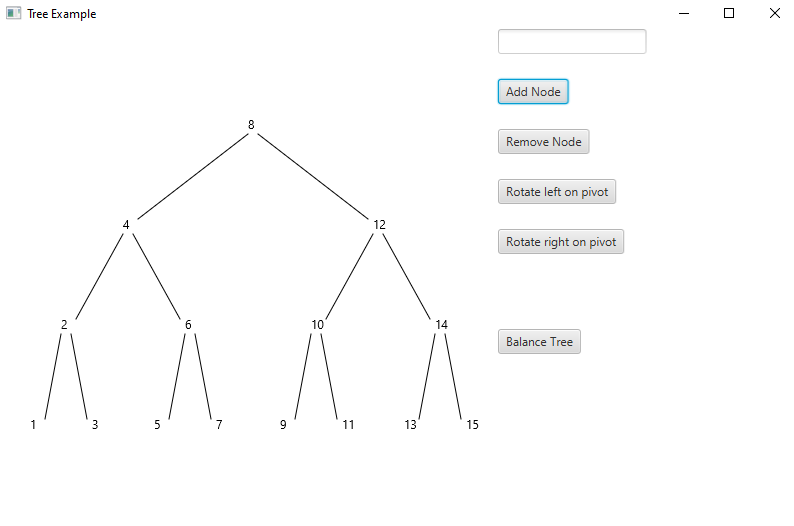 Tree Example
Add Node
8
Remove Node
Rotate left on pivot
4 12
Rotate right on pivot
2 6 10 14
Balance Tree
1 3 5 7 9 11 13 15